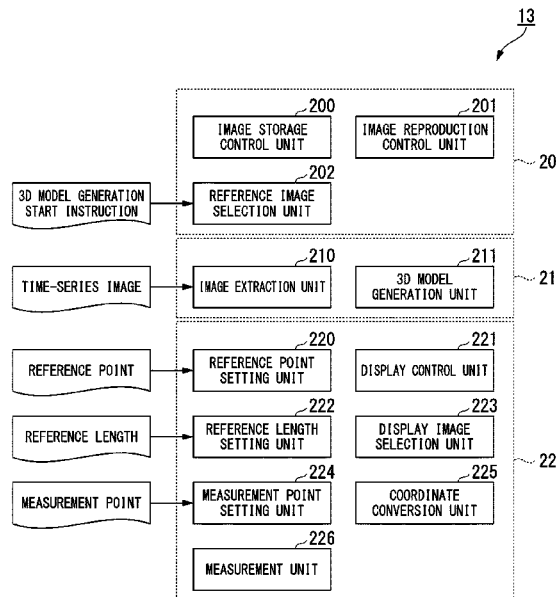 13
200
201
IMAGE STORAGE
CONTROL UNIT
IMAGE REPRODUCTION
CONTROL UNIT
20
202
3D MODEL GENERATION
START INSTRUCTION
REFERENCE IMAGE
SELECTION UNIT
210
211
TIME-SERIES IMAGE
IMAGE EXTRACTION UNIT
3D MODEL
GENERATION UNIT
21
220
221
REFERENCE POINT
REFERENCE POINT
SETTING UNIT
DISPLAY CONTROL UNIT
222
223
REFERENCE LENGTH
REFERENCE LENGTH
SETTING UNIT
DISPLAY IMAGE
SELECTION UNIT
22
224
225
MEASUREMENT POINT
MEASUREMENT POINT
SETTING UNIT
COORDINATE
CONVERSION UNIT
226
MEASUREMENT UNIT